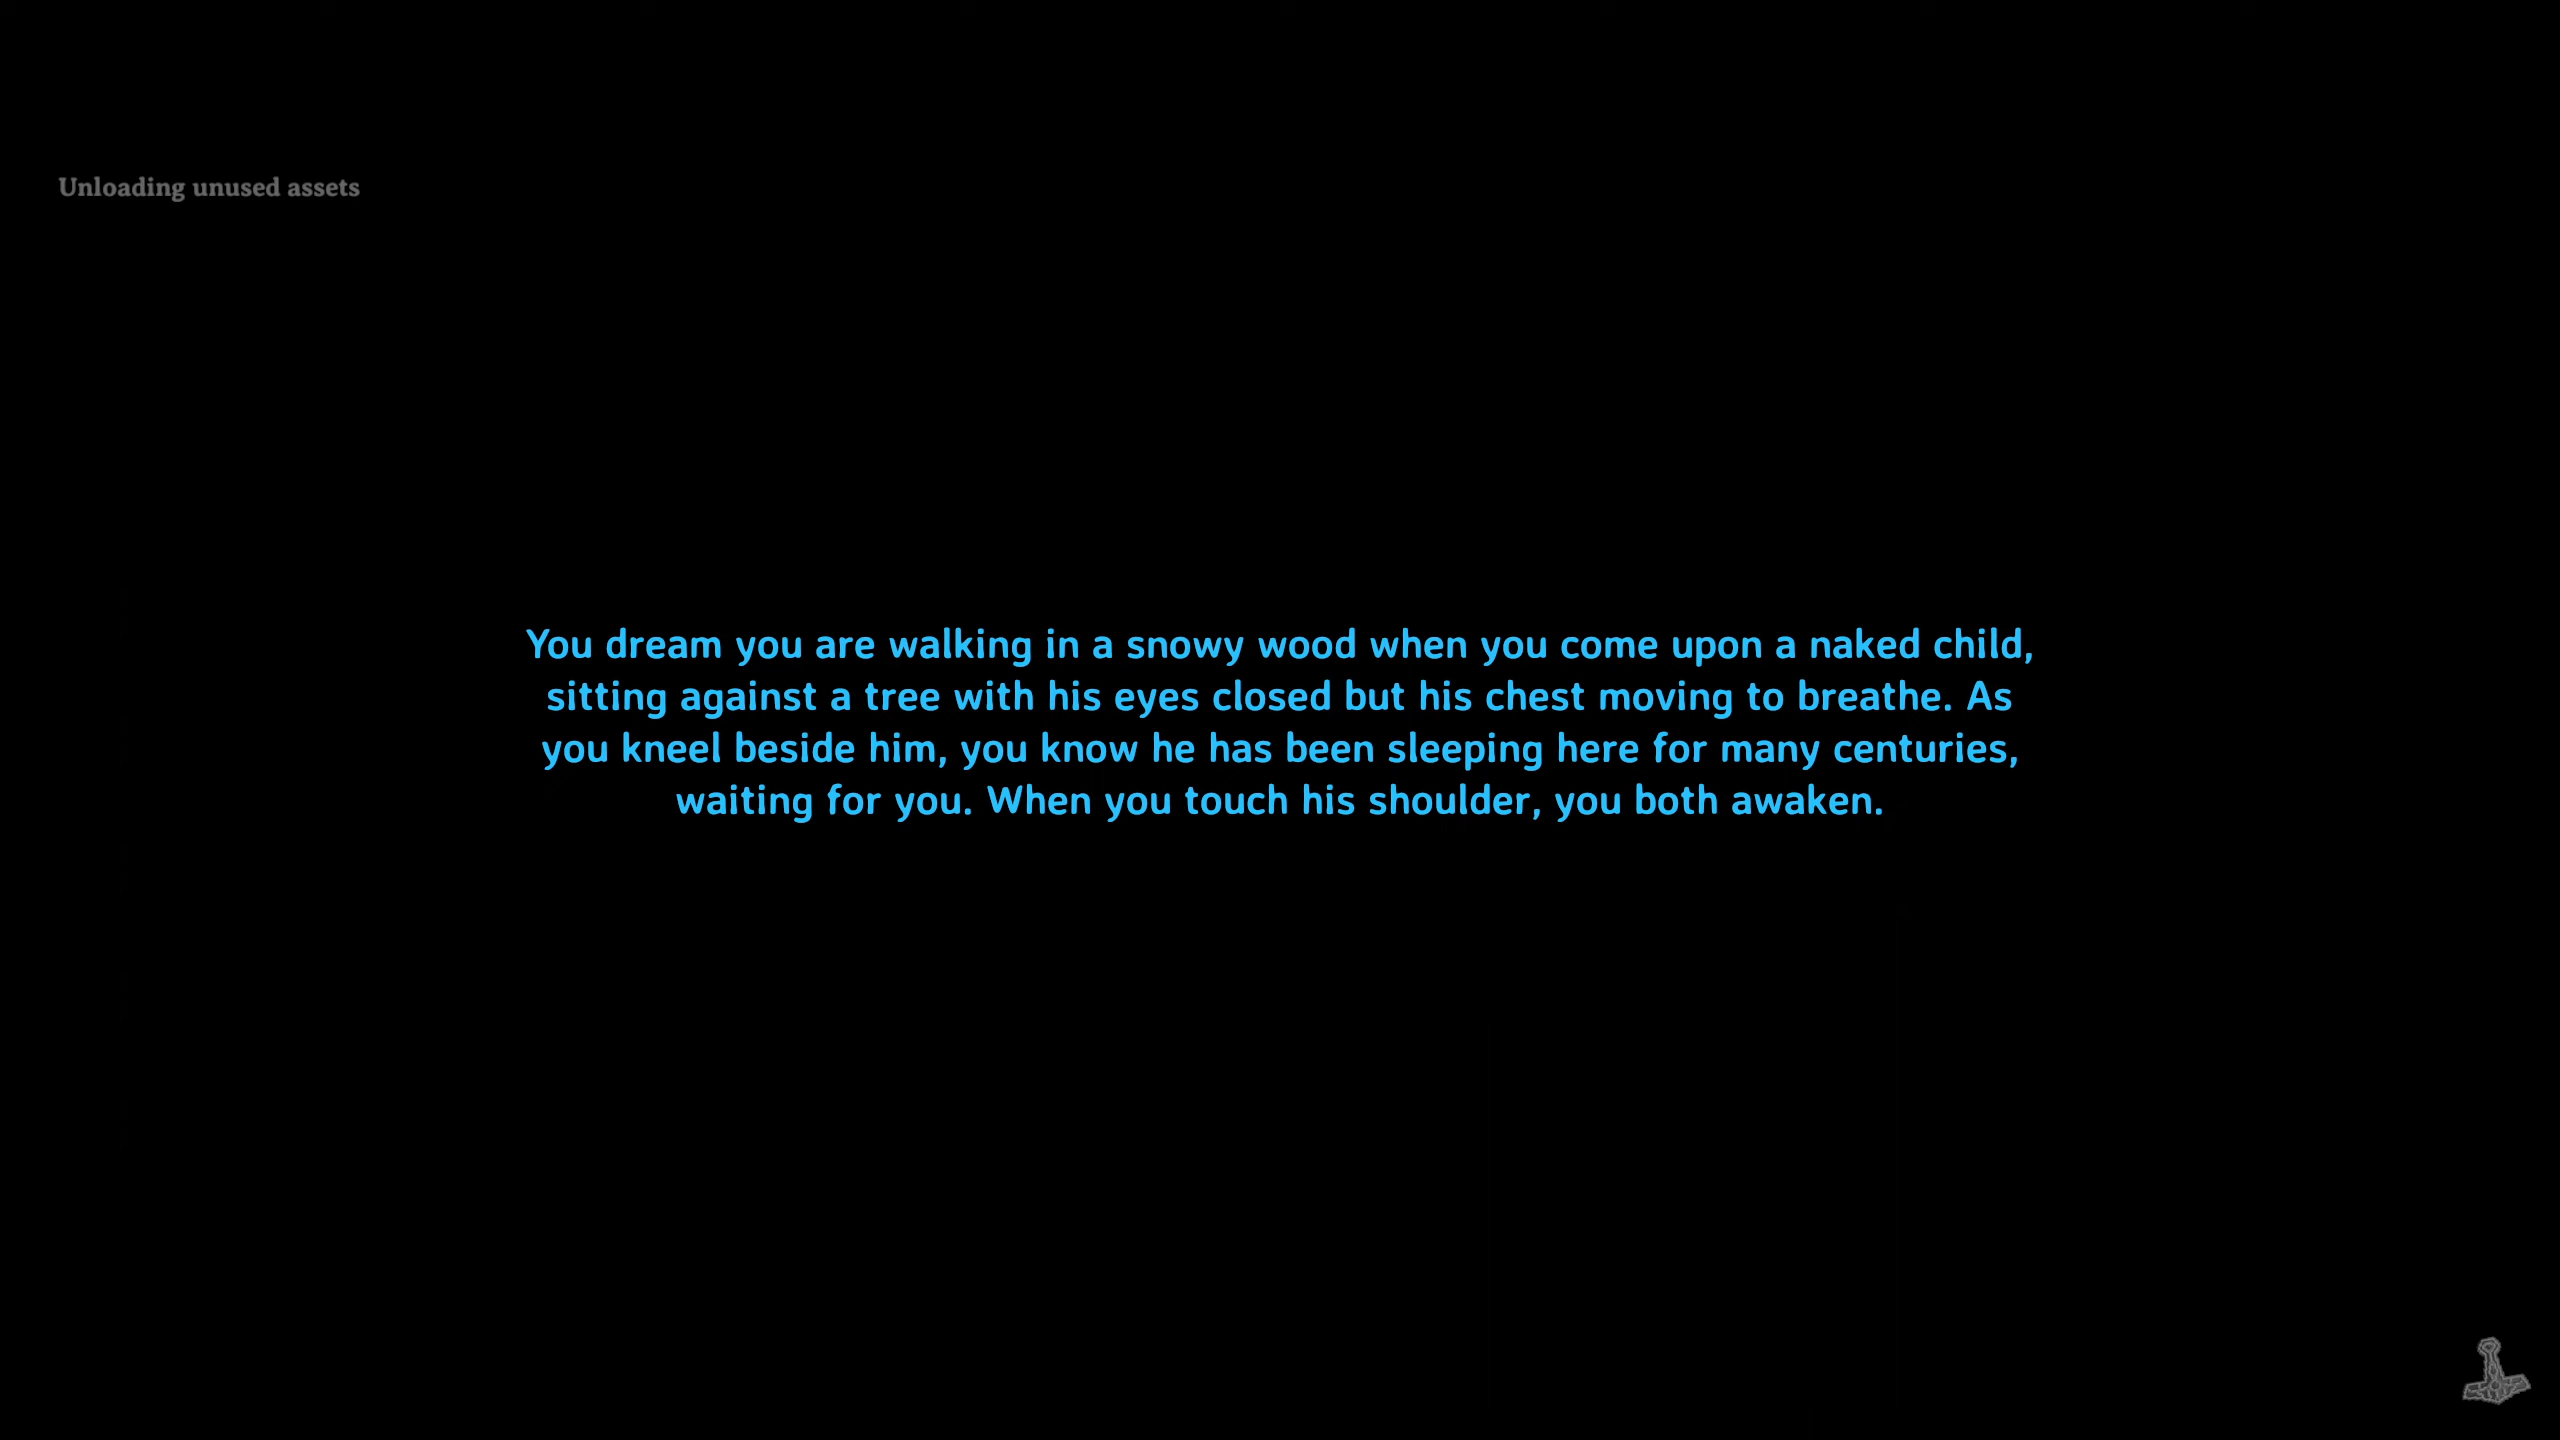 Unloading unused assets
You dream you are walking in a snowy wood when you come upon a naked child,
sitting against a tree with his eyes closed but his chest moving to breathe. As
you kneel beside him, you know he has been sleeping here for many centuries,
waiting for you. When you touch his shoulder, you both awaken.